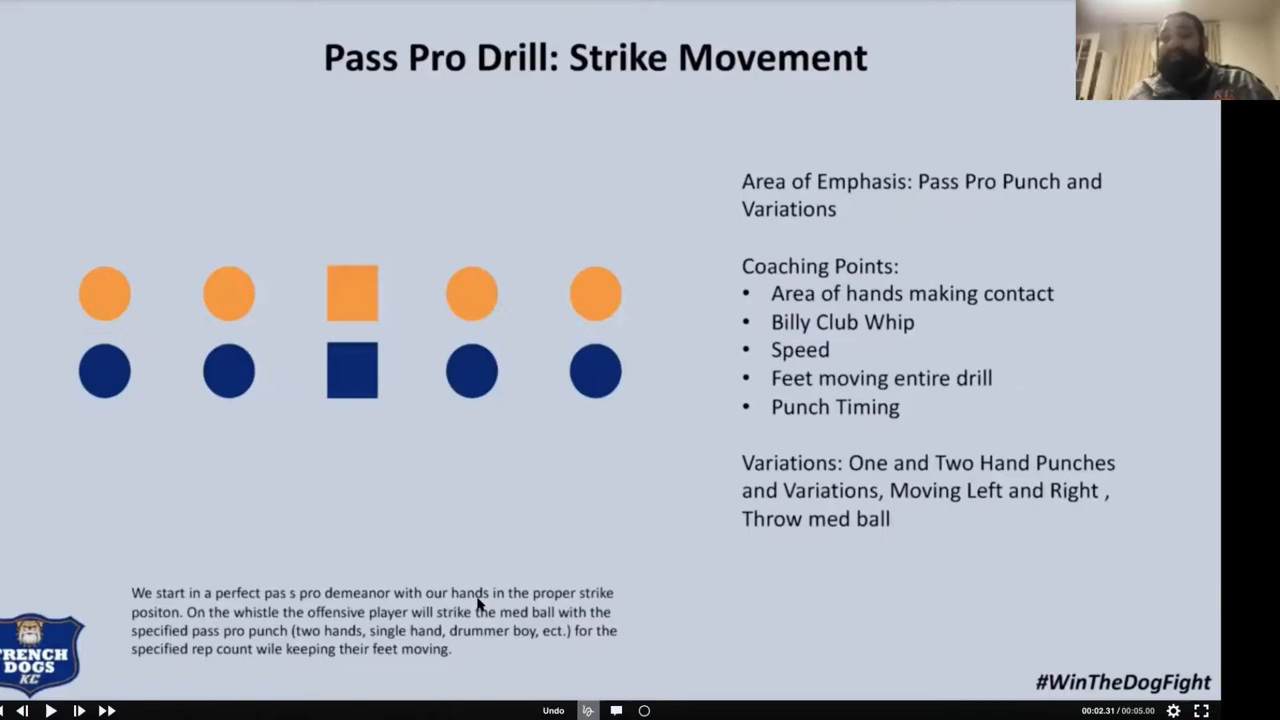 Pass Pro Drill: Strike Movement
Area of Emphasis: Pass Pro Punch and
Variations
Coaching Points:
• Area of hands making contact
• Billy Club Whip
• Speed
• Feet moving entire drill
• Punch Timing
Variations: One and Two Hand Punches
and Variations, Moving Left and Right ,
Throw med ball
We start in a perfect pas s pro demeanor with our hands in the proper strike
positon. On the whistle the offensive player will strike the med ball with the
specified pass pro punch (two hands, single hand, drummer boy, ect.) for the
specified rep count wile keeping their feet moving.
TRENCH
DOGS
KC
#WinTheDogFight
Undo
00:02.31 / 00:05.00